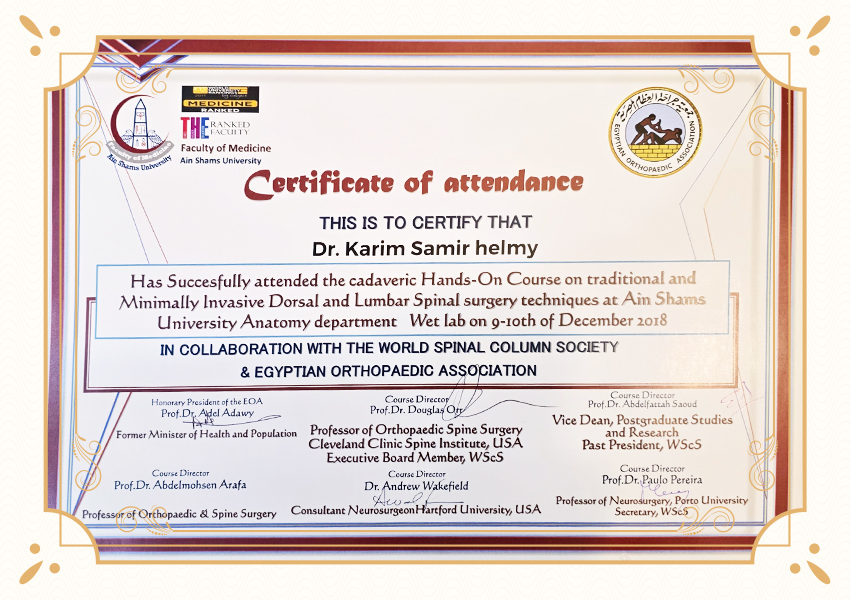 MEDICINE
RANKED
THE RANKED
FACULTY
Faculty of Medicine
Ain Shams University
Faculty of Medicine
Ain Shams University
EGYPTIAN ORTHOPAEDIC ASSOCIATION
Certificate of attendance
THIS IS TO CERTIFY THAT
Dr. Karim Samir helmy
Has Succesfully attended the cadaveric Hands-On Course on traditional and
Minimally Invasive Dorsal and Lumbar Spinal surgery techniques at Ain Shams
University Anatomy department Wet lab on 9-10th of December 2018
IN COLLABORATION WITH THE WORLD SPINAL COLUMN SOCIETY
& EGYPTIAN ORTHOPAEDIC ASSOCIATION
Honorary President of the EOA
Prof.Dr. Adel Adawy
Former Minister of Health and Population
Course Director
Prof.Dr. Douglas Orr
Professor of Orthopaedic Spine Surgery
Cleveland Clinic Spine Institute, USA
Executive Board Member, WScS
Course Director
Prof.Dr. Abdelfattah Saoud
Vice Dean, Postgraduate Studies
and Research
Past President, WScS
Course Director
Prof.Dr. Abdelmohsen Arafa
Professor of Orthopaedic & Spine Surgery
Course Director
Dr. Andrew Wakefield
Consultant Neurosurgeon Hartford University, USA
Course Director
Prof.Dr. Paulo Pereira
Professor of Neurosurgery, Porto University
Secretary, WScS